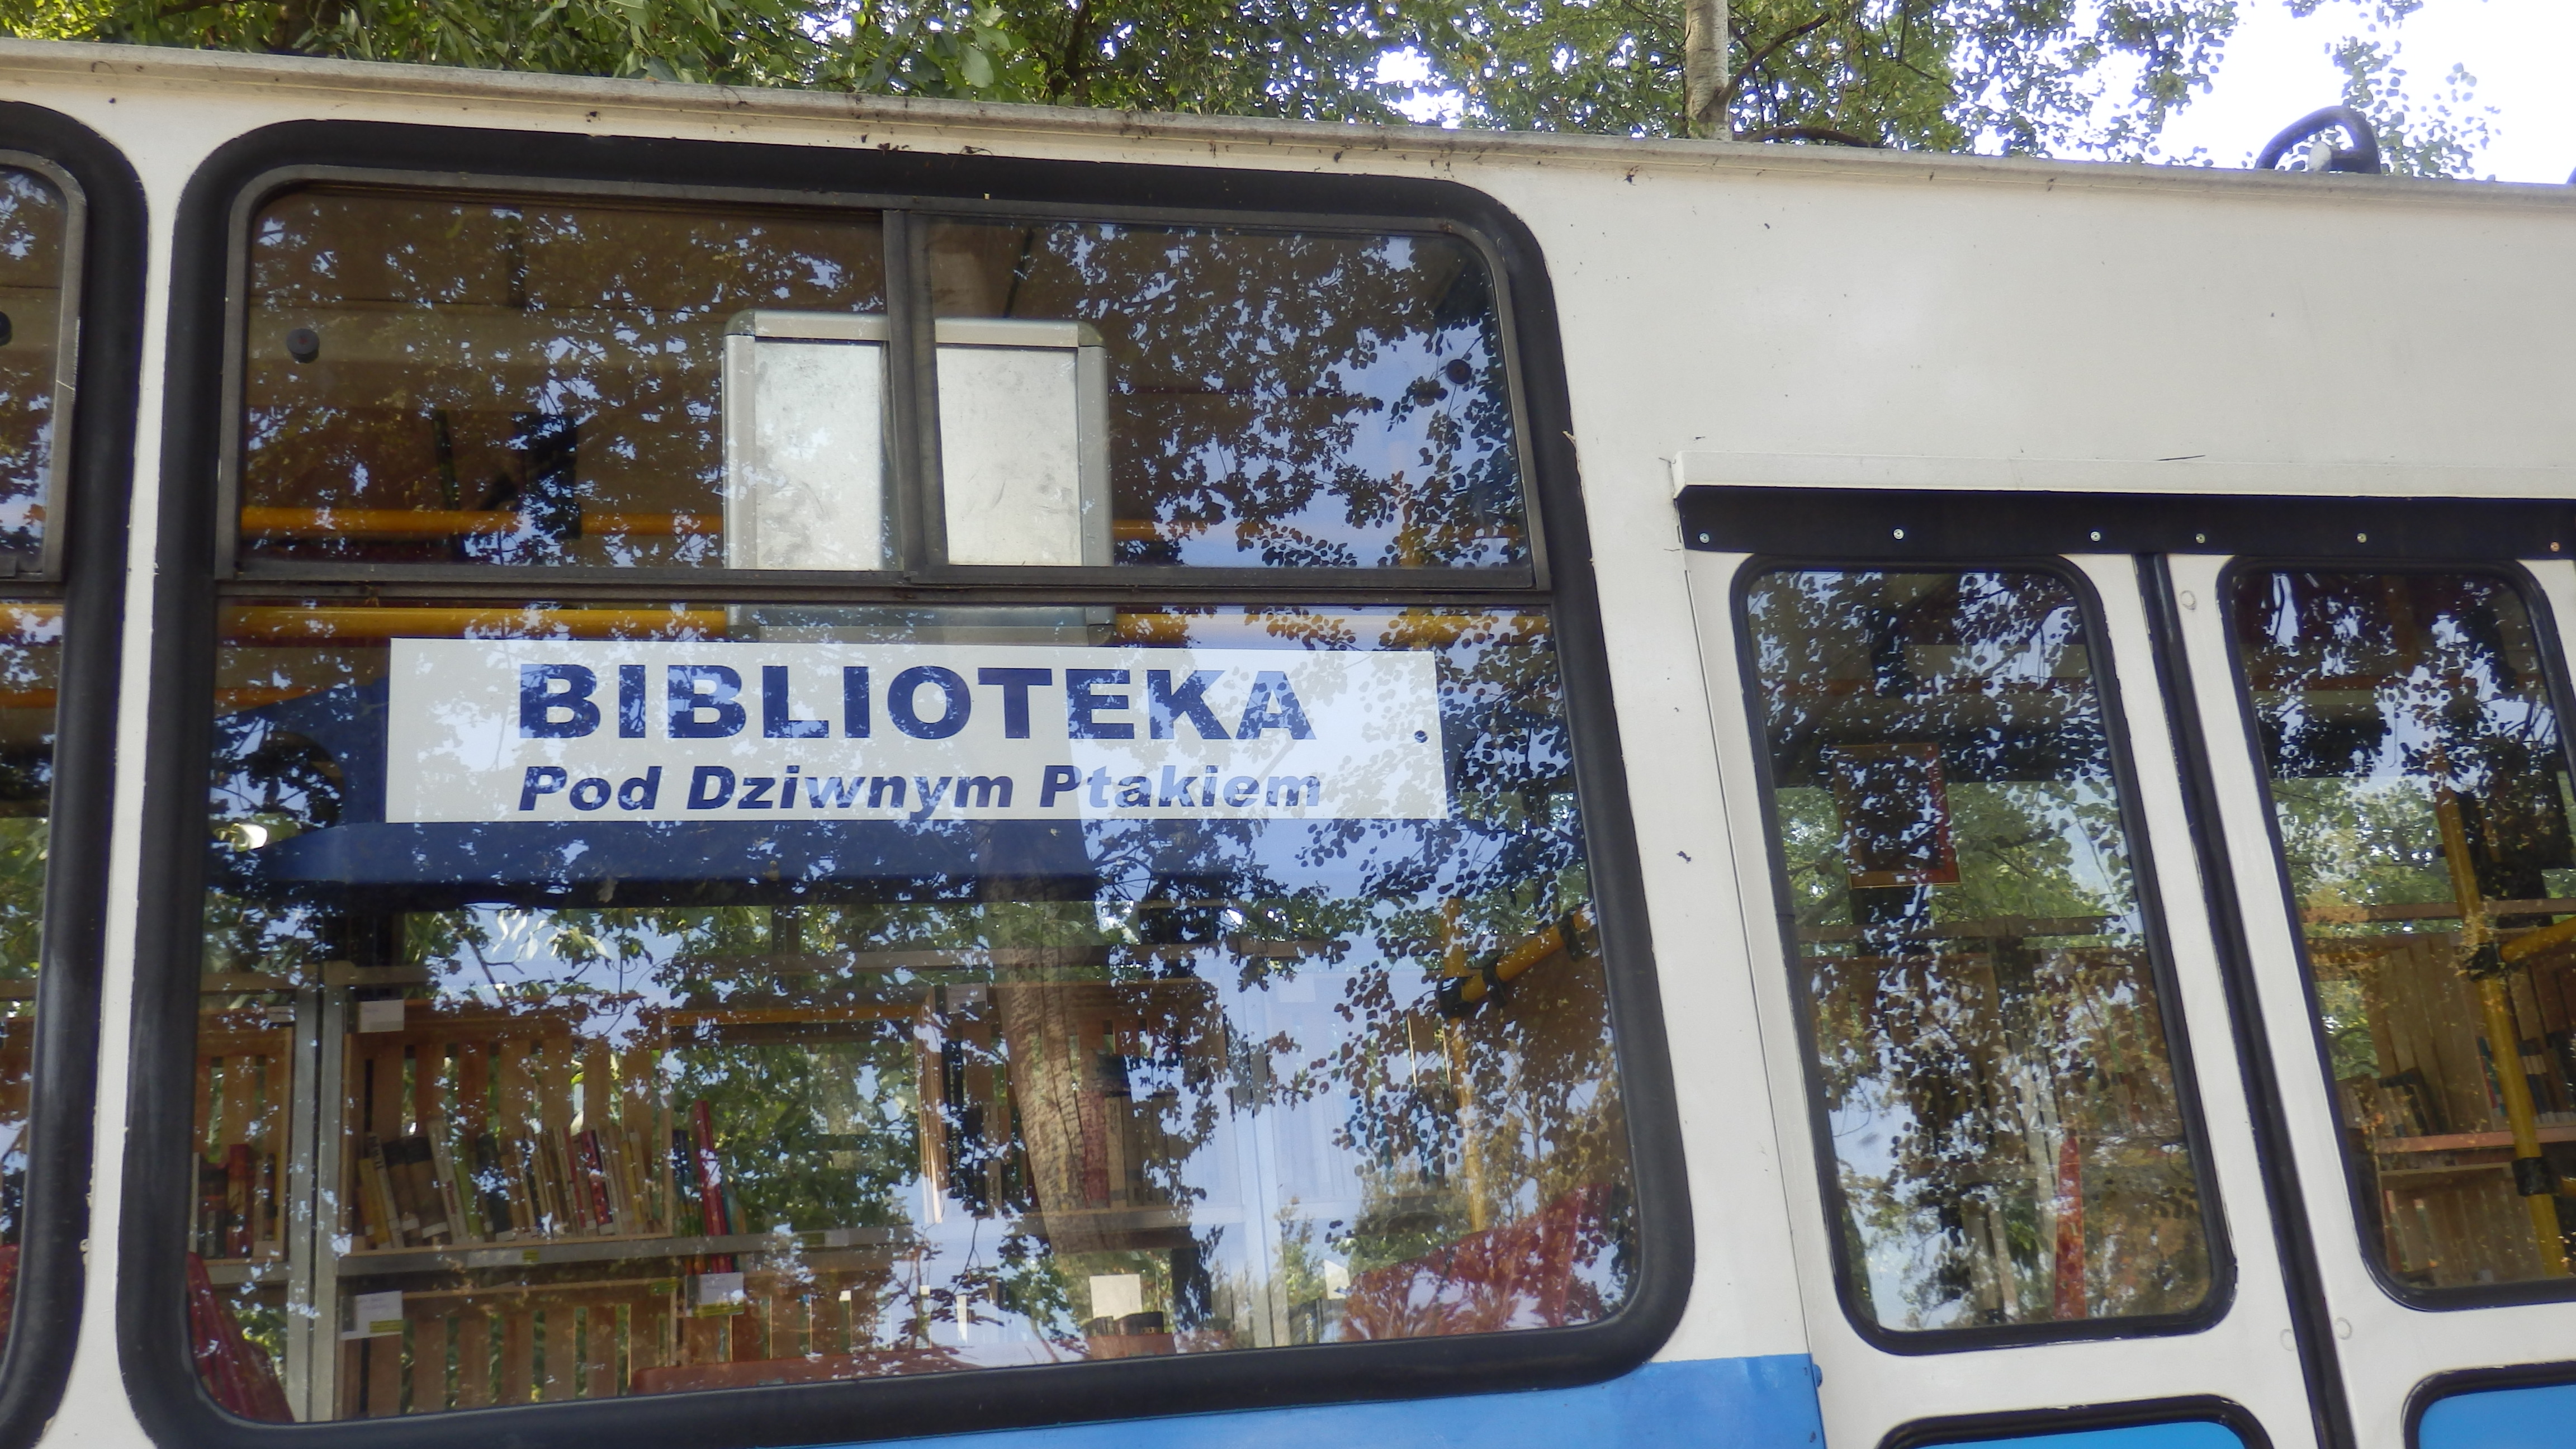 BIBLIOTEKA
Pod Dziwnym Ptakiem